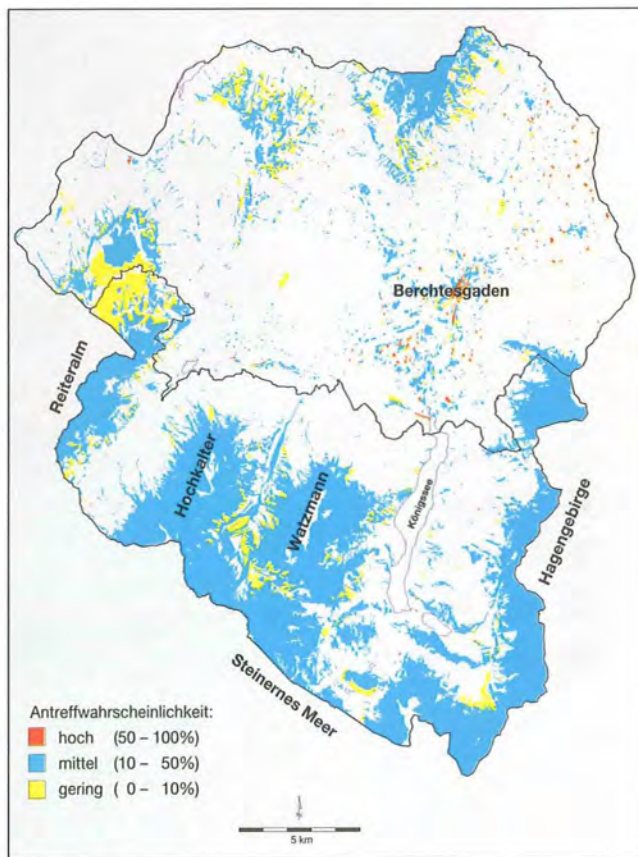 Berchtesgaden
Reiteralm
Hochkalter
Watzmann
Königssee
Hagengebirge
Steinernes Meer
Antreffwahrscheinlichkeit:
hoch (50 – 100%)
mittel (10 – 50%)
gering ( 0 – 10%)
5 km